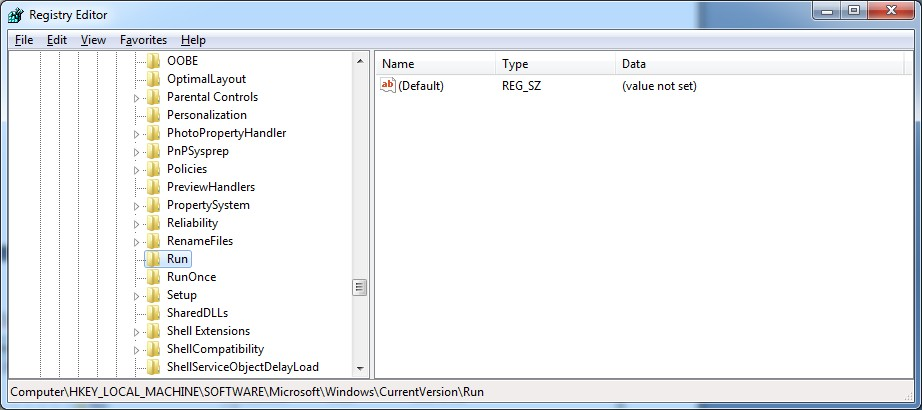 Registry Editor
File Edit View Favorites Help
OOBE
OptimalLayout
Parental Controls
Personalization
PhotoPropertyHandler
PnPSysprep
Policies
PreviewHandlers
PropertySystem
Reliability
RenameFiles
Run
RunOnce
Setup
SharedDLLs
Shell Extensions
ShellCompatibility
ShellServiceObjectDelayLoad
Name Type Data
ab (Default) REG_SZ (value not set)
Computer\HKEY_LOCAL_MACHINE\SOFTWARE\Microsoft\Windows\CurrentVersion\Run